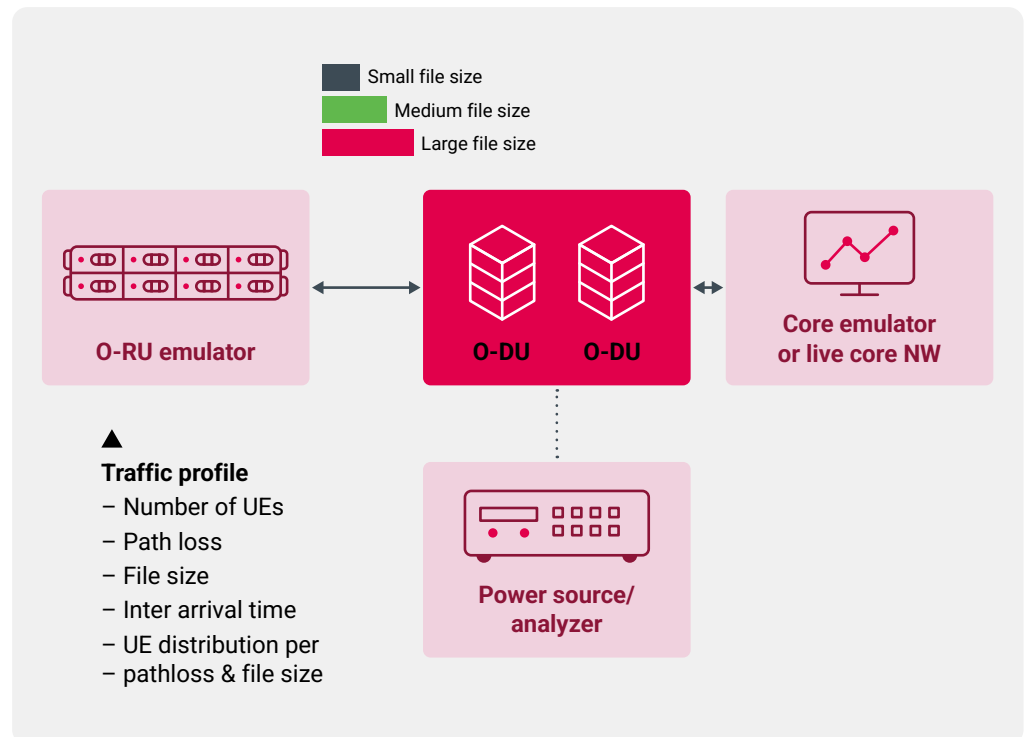 Small file size
Medium file size
Large file size
O-RU emulator
O-DU
O-DU
Core emulator
or live core NW
Traffic profile
– Number of UEs
– Path loss
– File size
– Inter arrival time
– UE distribution per
– pathloss & file size
Power source/
analyzer